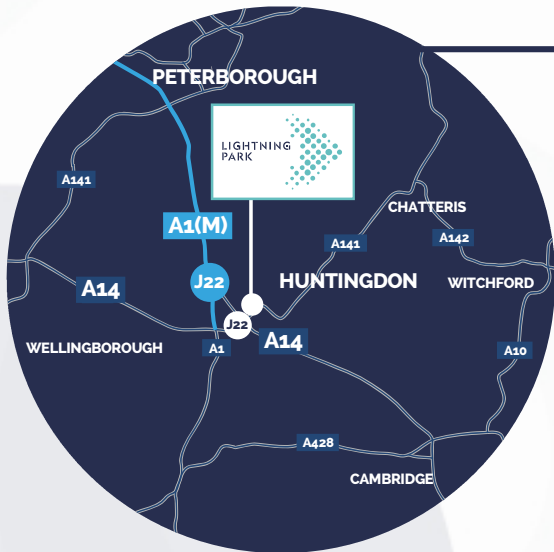 PETERBOROUGH
LIGHTNING
PARK
A141
CHATTERIS
A1(M)
A141
A142
J22
HUNTINGDON
WITCHFORD
A14
J22
A14
WELLINGBOROUGH
A1
A10
A428
CAMBRIDGE